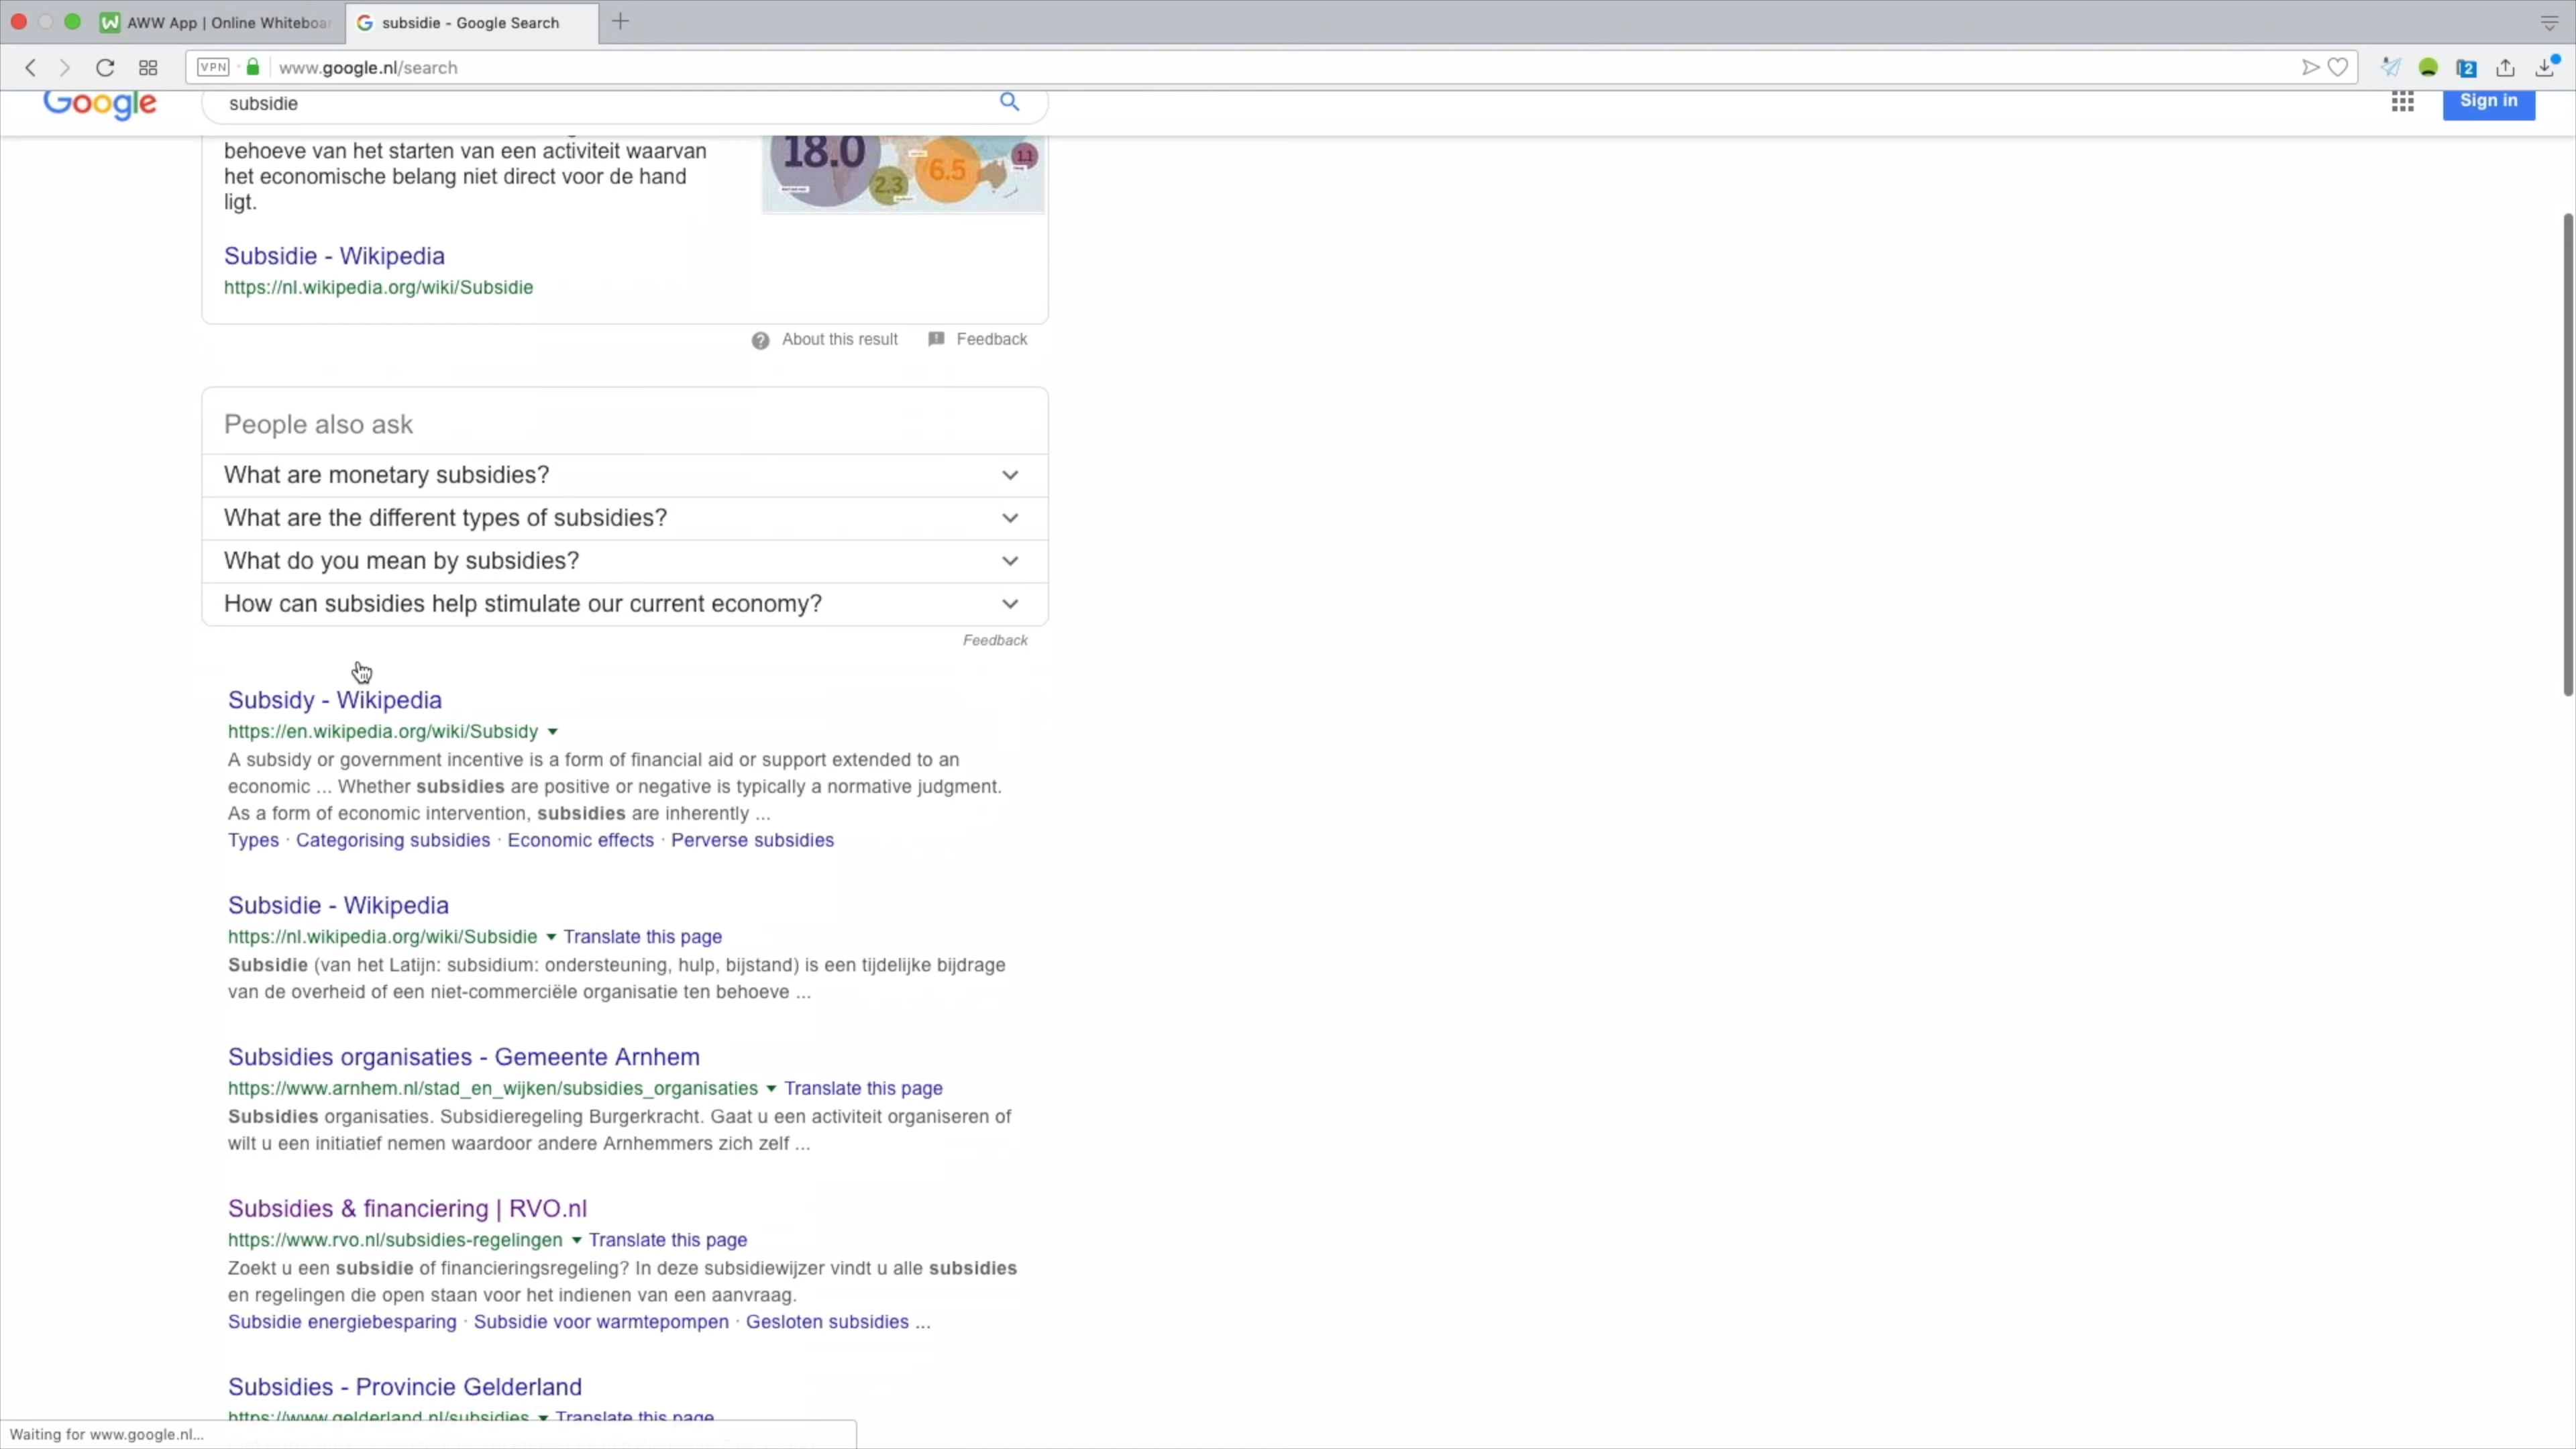 AWW App | Online Whiteboar
subsidie - Google Search
VPN
www.google.nl/search
2
Google
subsidie
Sign in
behoeve van het starten van een activiteit waarvan
het economische belang niet direct voor de hand
ligt.
18.0
2.3
6.5
1.1
Subsidie - Wikipedia
https://nl.wikipedia.org/wiki/Subsidie
About this result
Feedback
People also ask
What are monetary subsidies?
What are the different types of subsidies?
What do you mean by subsidies?
How can subsidies help stimulate our current economy?
Feedback
Subsidy - Wikipedia
https://en.wikipedia.org/wiki/Subsidy
A subsidy or government incentive is a form of financial aid or support extended to an
economic ... Whether subsidies are positive or negative is typically a normative judgment.
As a form of economic intervention, subsidies are inherently ...
Types · Categorising subsidies · Economic effects · Perverse subsidies
Subsidie - Wikipedia
https://nl.wikipedia.org/wiki/Subsidie Translate this page
Subsidie (van het Latijn: subsidium: ondersteuning, hulp, bijstand) is een tijdelijke bijdrage
van de overheid of een niet-commerciële organisatie ten behoeve ...
Subsidies organisaties - Gemeente Arnhem
https://www.arnhem.nl/stad_en_wijken/subsidies_organisaties Translate this page
Subsidies organisaties. Subsidieregeling Burgerkracht. Gaat u een activiteit organiseren of
wilt u een initiatief nemen waardoor andere Arnhemmers zich zelf ...
Subsidies & financiering | RVO.nl
https://www.rvo.nl/subsidies-regelingen Translate this page
Zoekt u een subsidie of financieringsregeling? In deze subsidiewijzer vindt u alle subsidies
en regelingen die open staan voor het indienen van een aanvraag.
Subsidie energiebesparing · Subsidie voor warmtepompen · Gesloten subsidies ...
Subsidies - Provincie Gelderland
https://www.gelderland.nl/subsidies Translate this page
Waiting for www.google.nl...